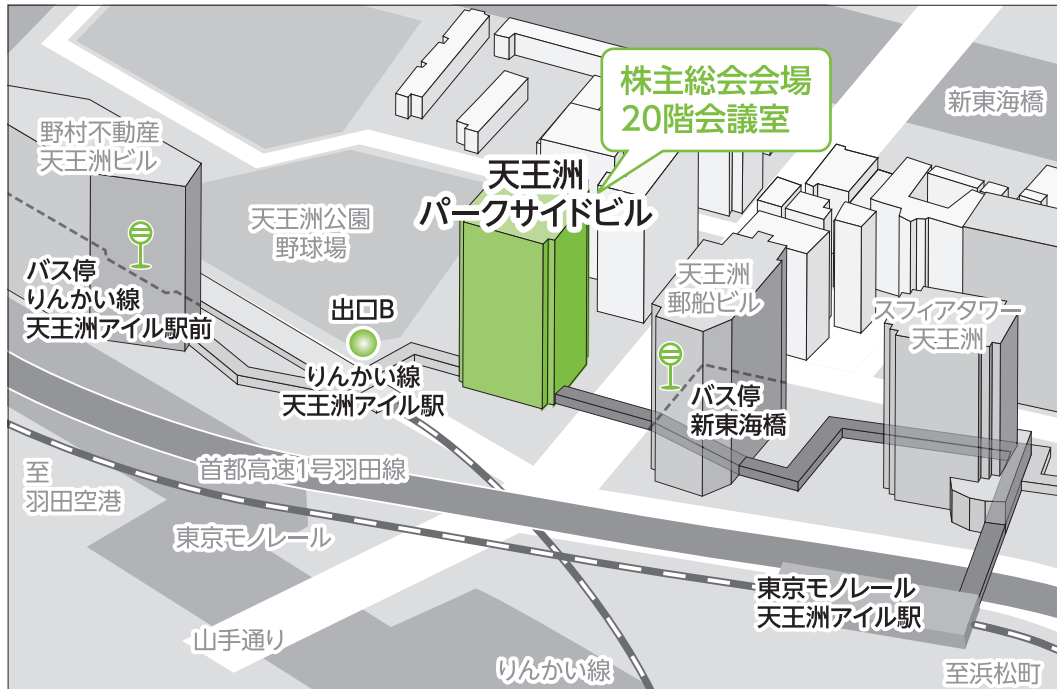 株主総会会場
20階会議室
新東海橋
野村不動産
天王洲ビル
天王洲
パークサイドビル
天王洲公園
野球場
バス停
りんかい線
天王洲アイル駅前
出口B
りんかい線
天王洲アイル駅
天王洲
郵船ビル
スフィアタワー
天王洲
バス停
新東海橋
首都高速1号羽田線
至
羽田空港
東京モノレール
東京モノレール
天王洲アイル駅
山手通り
りんかい線
至浜松町